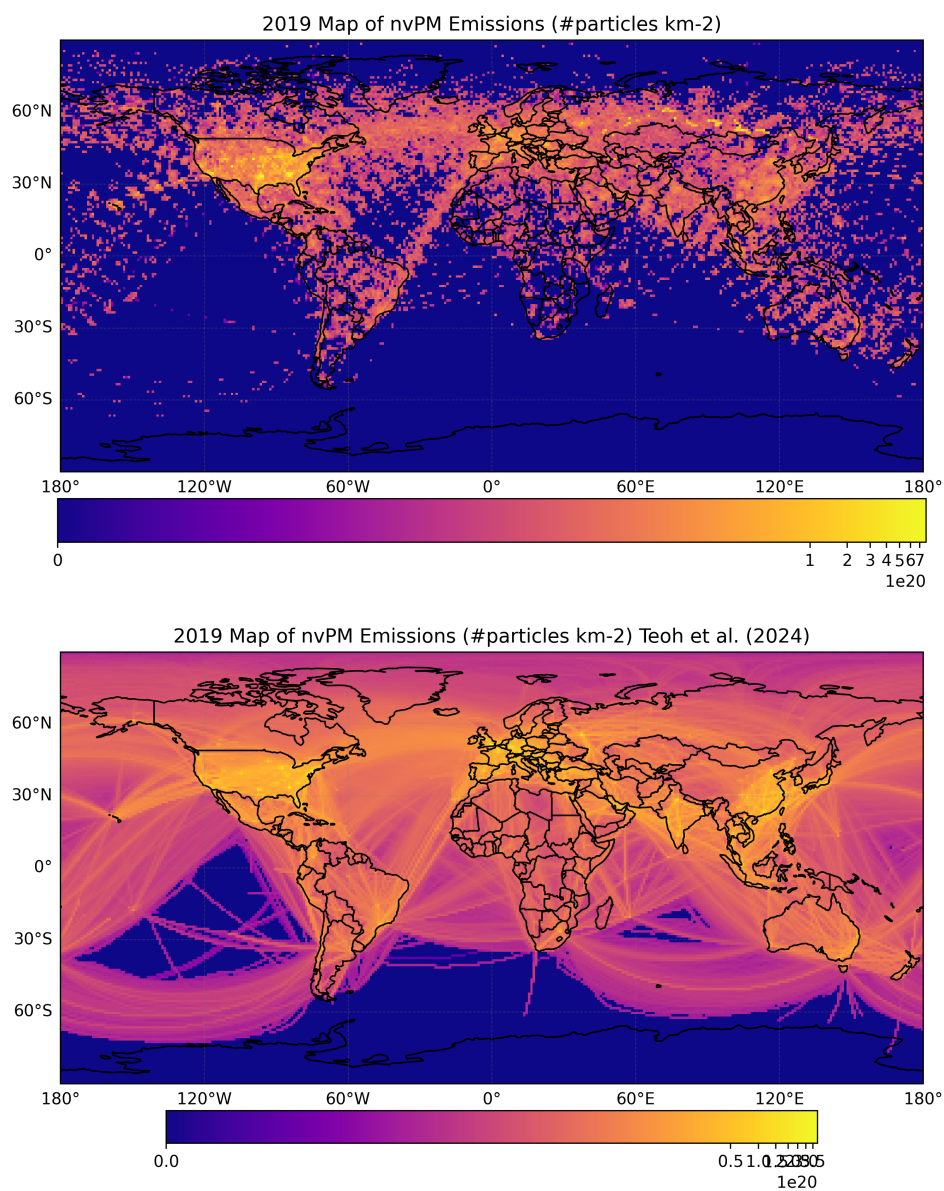 2019 Map of nvPM Emissions (#particles km-2)
60°N
30°N
0°
30°S
60°S
180° 120°W 60°W 0° 60°E 120°E 180°
0 1 2 3 4 5 6 7
1e20
2019 Map of nvPM Emissions (#particles km-2) Teoh et al. (2024)
60°N
30°N
0°
30°S
60°S
180° 120°W 60°W 0° 60°E 120°E 180°
0.0 0.5 1.0
1e20